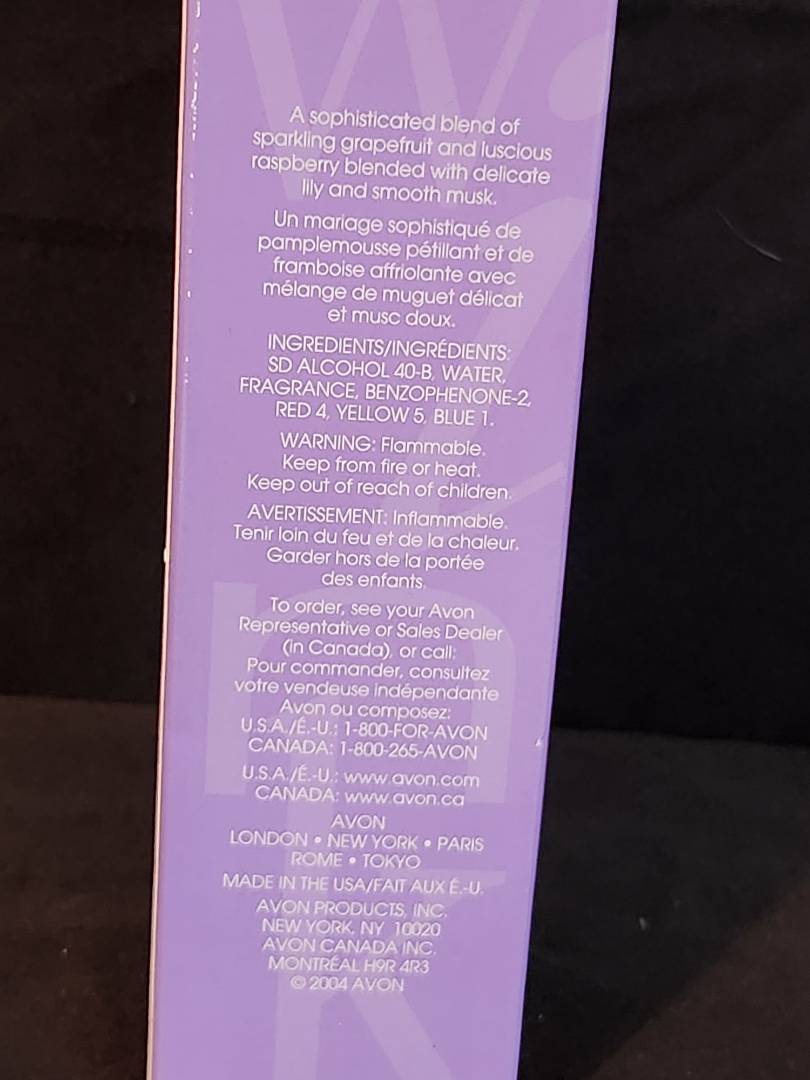 A sophisticated blend of
sparkling grapefruit and luscious
raspberry blended with delicate
lily and smooth musk.
Un mariage sophistiqué de
pamplemousse pétillant et de
framboise affriolante avec
mélange de muguet délicat
et musc doux.
INGREDIENTS/INGRÉDIENTS:
SD ALCOHOL 40-B, WATER,
FRAGRANCE, BENZOPHENONE-2,
RED 4, YELLOW 5, BLUE 1.
WARNING: Flammable.
Keep from fire or heat.
Keep out of reach of children.
AVERTISSEMENT: Inflammable.
Tenir loin du feu et de la chaleur.
Garder hors de la portée
des enfants.
To order, see your Avon
Representative or Sales Dealer
(in Canada), or call:
Pour commander, consultez
votre vendeuse indépendante
Avon ou composez:
U.S.A./É.-U.: 1-800-FOR-AVON
CANADA: 1-800-265-AVON
U.S.A./É.-U.: www.avon.com
CANADA: www.avon.ca
AVON
LONDON • NEW YORK • PARIS
ROME • TOKYO
MADE IN THE USA/FAIT AUX É.-U.
AVON PRODUCTS, INC.
NEW YORK, NY 10020
AVON CANADA INC.
MONTRÉAL H9R 4R3
© 2004 AVON
wink